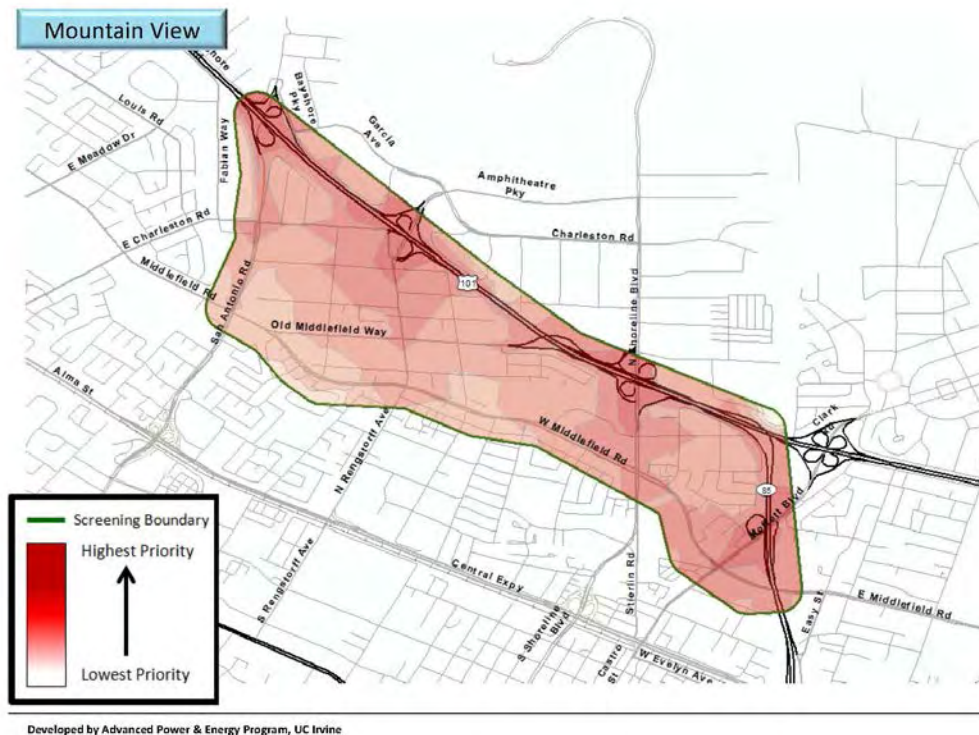 Mountain View
Louis Rd
E Meadow Dr
Fabian Way
Bayshore
Pky
Garcia
Ave
Amphitheatre
Pky
E Charleston Rd
Charleston Rd
Middlefield Rd
San Antonio Rd
101
N Shoreline Blvd
Old Middlefield Way
Alma St
W Middlefield Rd
Clark
Rd
N Rengstorff Ave
85
Moffett Blvd
Screening Boundary
Highest Priority
Lowest Priority
S Rengstorff Ave
Central Expy
Stierlin Rd
E Middlefield Rd
Easy St
S Shoreline
Blvd
Castro
St
W Evelyn Ave
Developed by Advanced Power & Energy Program, UC Irvine